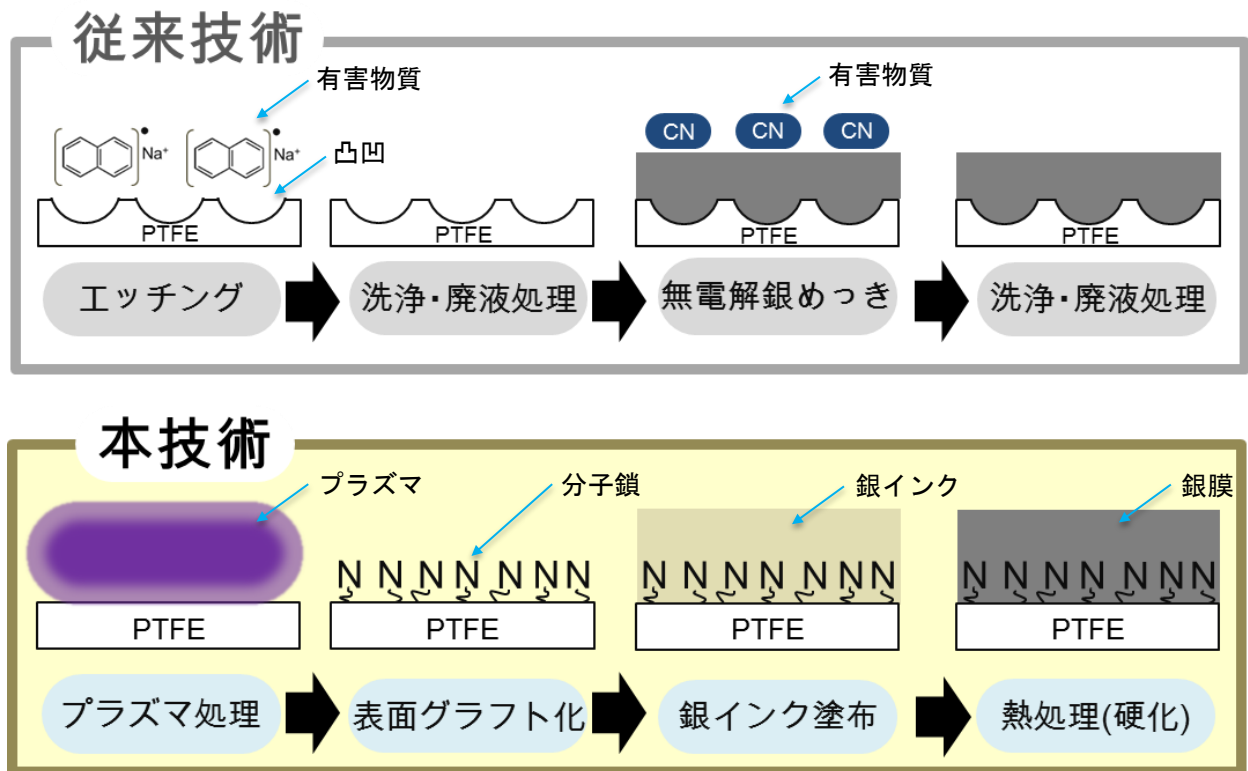 従来技術
有害物質
有害物質
Na⁺
Na⁺
凸凹
CN
CN
CN
PTFE
PTFE
PTFE
PTFE
エッチング
洗浄・廃液処理
無電解銀めっき
洗浄・廃液処理
本技術
プラズマ
分子鎖
銀インク
銀膜
N N N N N N N
N N N N N N N
N N N N N N N
PTFE
PTFE
PTFE
PTFE
プラズマ処理
表面グラフト化
銀インク塗布
熱処理(硬化)